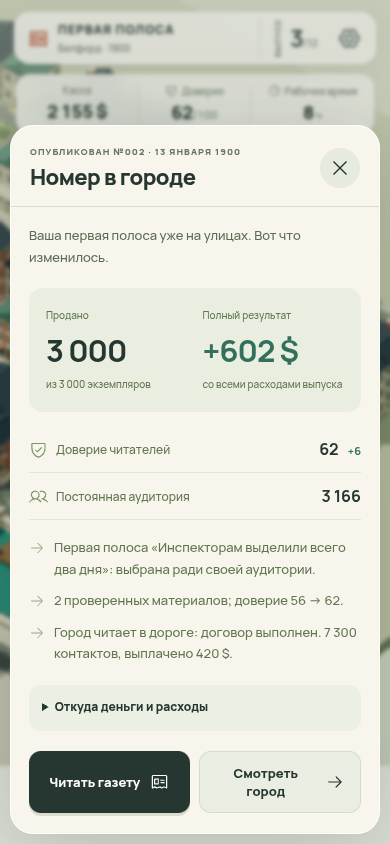 ПЕРВАЯ ПОЛОСА
Белфорд · 1900
ВЫПУСК
3/12
Касса
Доверие
Рабочее время
2 155 $
62/100
8 ч
ОПУБЛИКОВАН №002 · 13 ЯНВАРЯ 1900
Номер в городе
Ваша первая полоса уже на улицах. Вот что
изменилось.
Продано
Полный результат
3 000
+602 $
из 3 000 экземпляров
со всеми расходами выпуска
Доверие читателей
62 +6
Постоянная аудитория
3 166
Первая полоса «Инспекторам выделили всего
два дня»: выбрана ради своей аудитории.
2 проверенных материалов; доверие 56 → 62.
Город читает в дороге: договор выполнен. 7 300
контактов, выплачено 420 $.
Откуда деньги и расходы
Читать газету
Смотреть
город